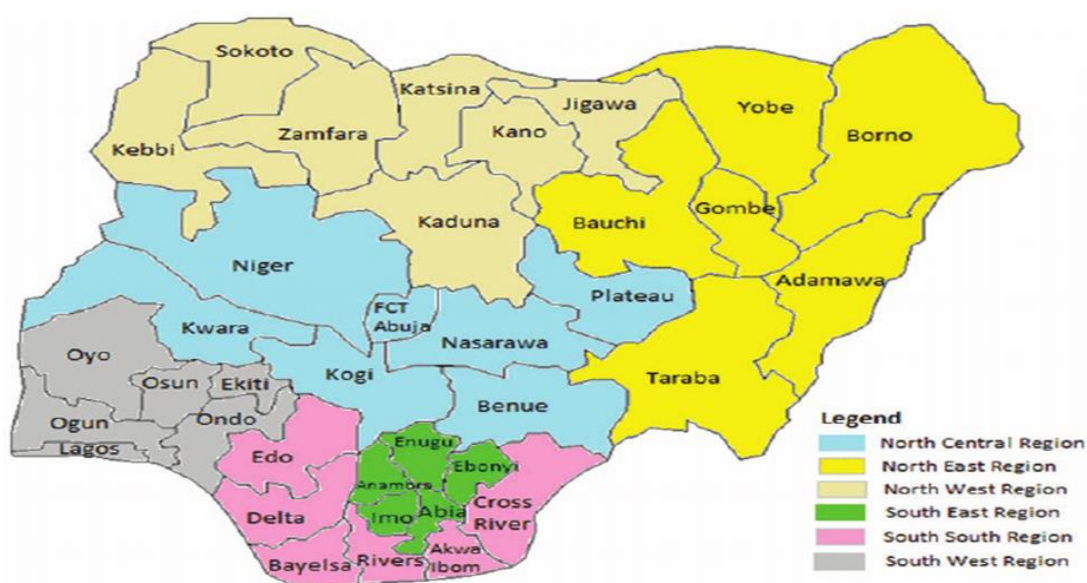 Sokoto
Katsina
Jigawa
Yobe
Borno
Kano
Zamfara
Kebbi
Kaduna
Bauchi
Gombe
Niger
Adamawa
FCT
Abuja
Plateau
Kwara
Nasarawa
Oyo
Kogi
Taraba
Osun
Ekiti
Benue
Ogun
Ondo
Lagos
Enugu
Edo
Ebonyi
Anamors
Cross
River
Delta
Imo
Abia
Bayelsa
Rivers
Akwa
Ibom
Legend
North Central Region
North East Region
North West Region
South East Region
South South Region
South West Region